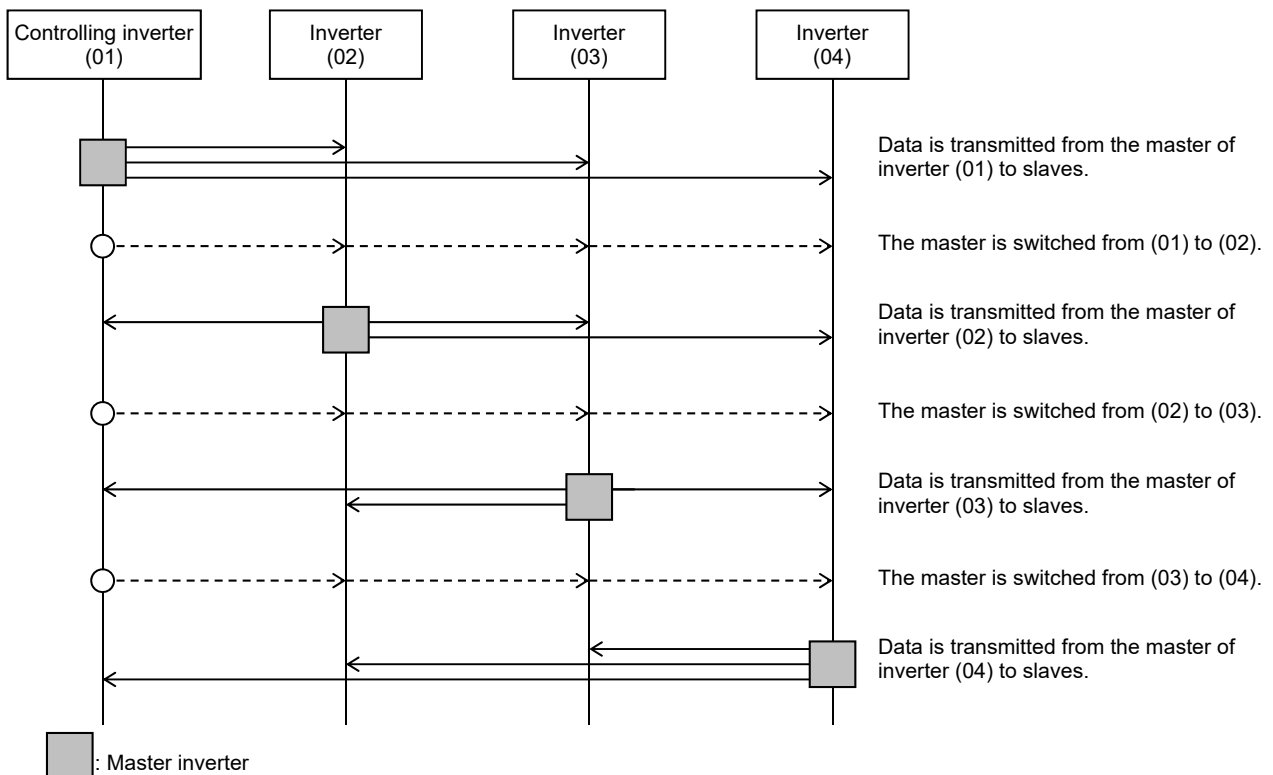 Controlling inverter
(01)
Inverter
(02)
Inverter
(03)
Inverter
(04)
Data is transmitted from the master of
inverter (01) to slaves.
The master is switched from (01) to (02).
Data is transmitted from the master of
inverter (02) to slaves.
The master is switched from (02) to (03).
Data is transmitted from the master of
inverter (03) to slaves.
The master is switched from (03) to (04).
Data is transmitted from the master of
inverter (04) to slaves.
: Master inverter